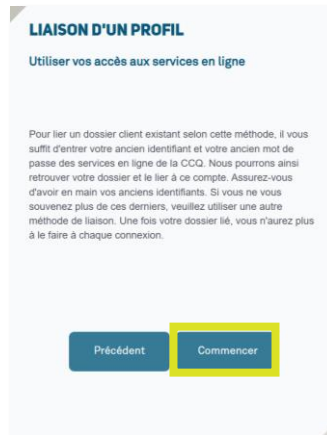 LIAISON D'UN PROFIL
Utiliser vos accès aux services en ligne
Pour lier un dossier client existant selon cette méthode, il vous
suffit d'entrer votre ancien identifiant et votre ancien mot de
passe des services en ligne de la CCQ. Nous pourrons ainsi
retrouver votre dossier et le lier à ce compte. Assurez-vous
d'avoir en main vos anciens identifiants. Si vous ne vous
souvenez plus de ces derniers, veuillez utiliser une autre
méthode de liaison. Une fois votre dossier lié, vous n'aurez plus
à le faire à chaque connexion.
Précédent
Commencer